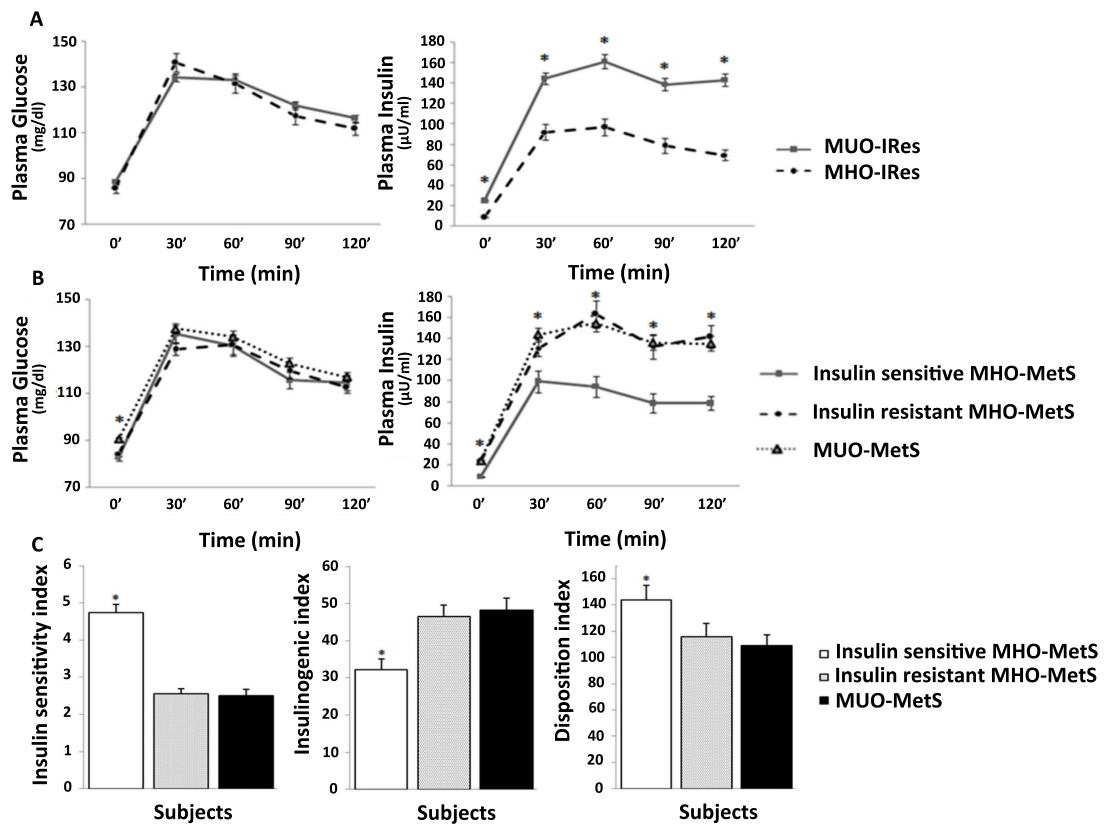 A
Plasma Glucose
(mg/dl)
150
130
110
90
70
0’ 30’ 60’ 90’ 120’
Time (min)
Plasma Insulin
(µU/ml)
180
160
140
120
100
80
60
40
20
0
* * * * *
0’ 30’ 60’ 90’ 120’
Time (min)
MUO-IRes
MHO-IRes
B
Plasma Glucose
(mg/dl)
150
130
110
90
70
*
0’ 30’ 60’ 90’ 120’
Time (min)
Plasma Insulin
(µU/ml)
180
160
140
120
100
80
60
40
20
0
* * * * *
0’ 30’ 60’ 90’ 120’
Time (min)
Insulin sensitive MHO-MetS
Insulin resistant MHO-MetS
MUO-MetS
C
Insulin sensitivity index
6
5
4
3
2
1
0
*
Subjects
Insulinogenic index
60
50
40
30
20
10
0
*
Subjects
Disposition index
160
140
120
100
80
60
40
20
0
*
Subjects
Insulin sensitive MHO-MetS
Insulin resistant MHO-MetS
MUO-MetS